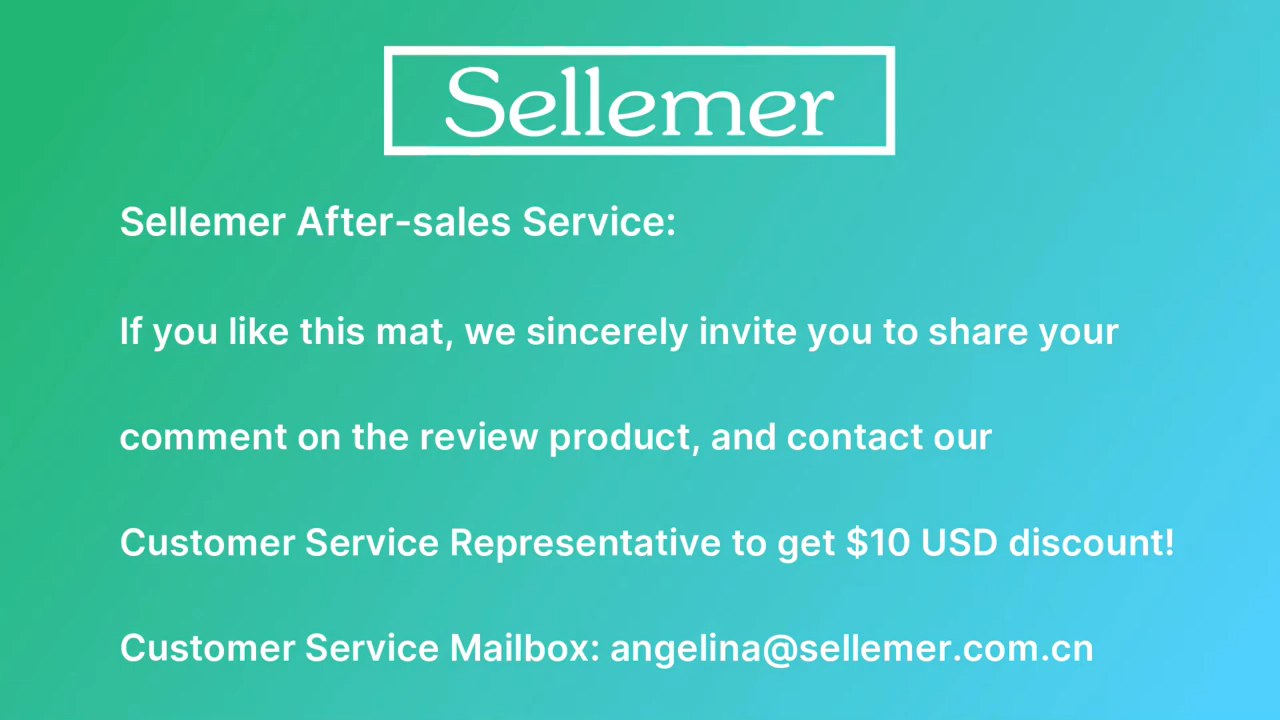 Sellemer
Sellemer After-sales Service:
If you like this mat, we sincerely invite you to share your
comment on the review product, and contact our
Customer Service Representative to get $10 USD discount!
Customer Service Mailbox: angelina@sellemer.com.cn